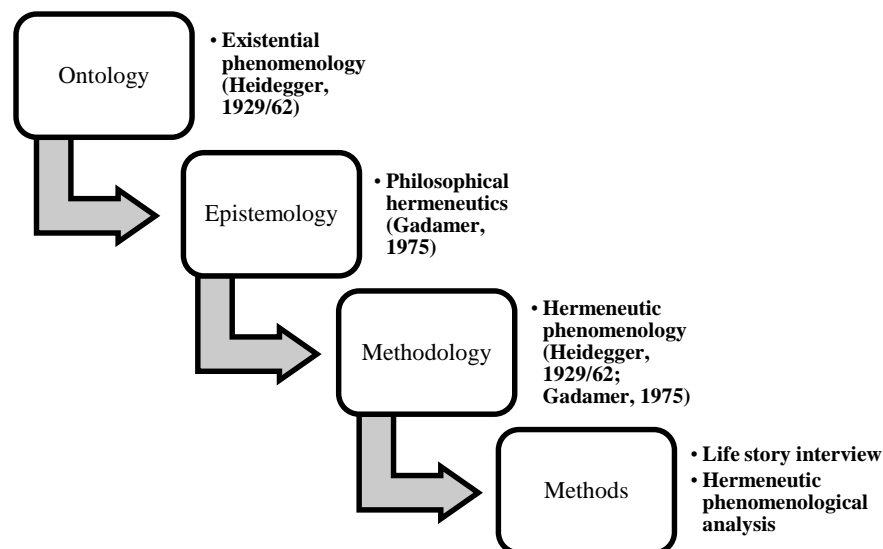 Ontology
• Existential
phenomenology
(Heidegger,
1929/62)
Epistemology
• Philosophical
hermeneutics
(Gadamer,
1975)
Methodology
• Hermeneutic
phenomenology
(Heidegger,
1929/62;
Gadamer, 1975)
Methods
• Life story interview
• Hermeneutic
phenomenological
analysis